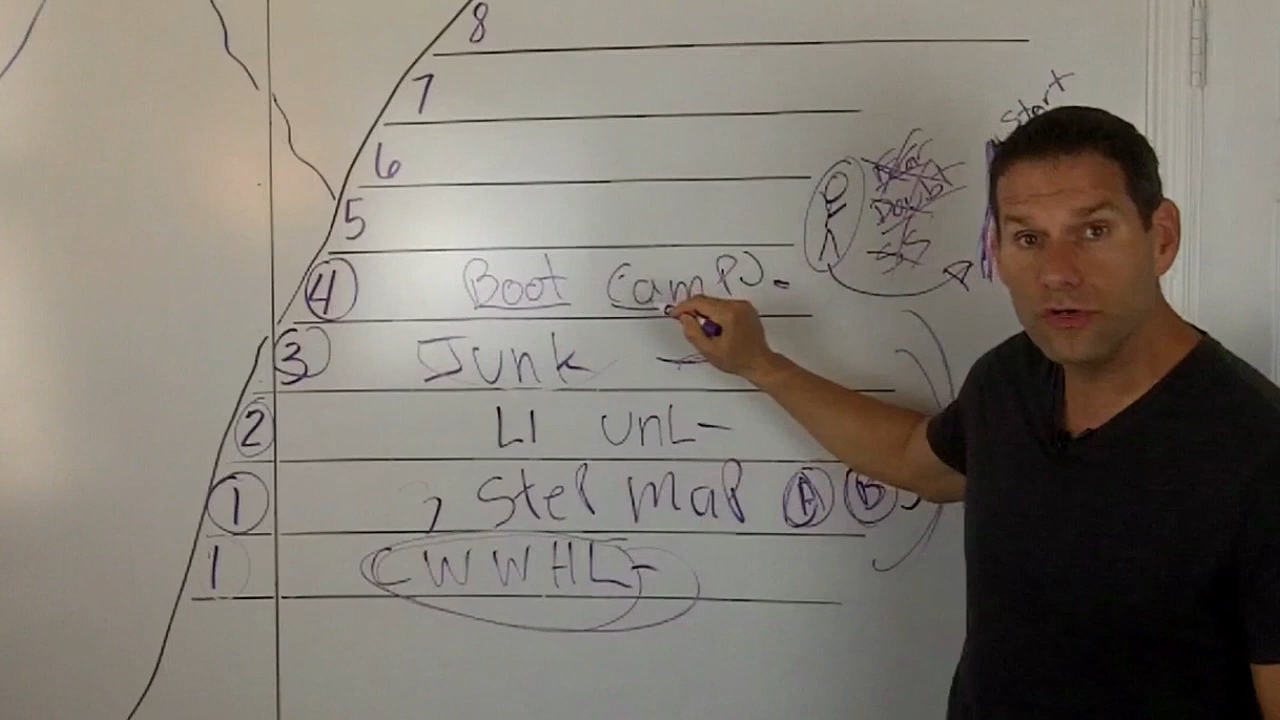 8
7
6
Start
5
4 Boot Camp
3 Junk
2 LI UnL
1 Step Map A B
1 CWWHL